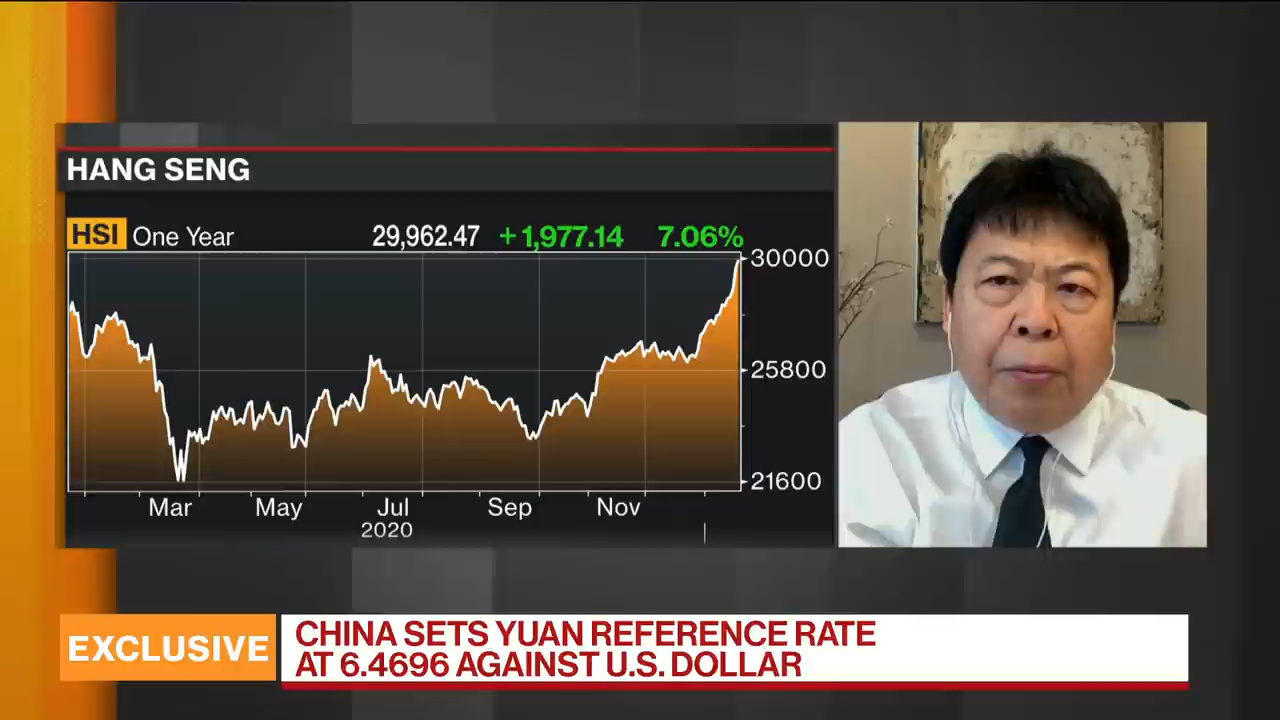 HANG SENG
HSI One Year 29,962.47 +1,977.14 7.06%
30000
25800
21600
Mar May Jul Sep Nov
2020
EXCLUSIVE
CHINA SETS YUAN REFERENCE RATE
AT 6.4696 AGAINST U.S. DOLLAR